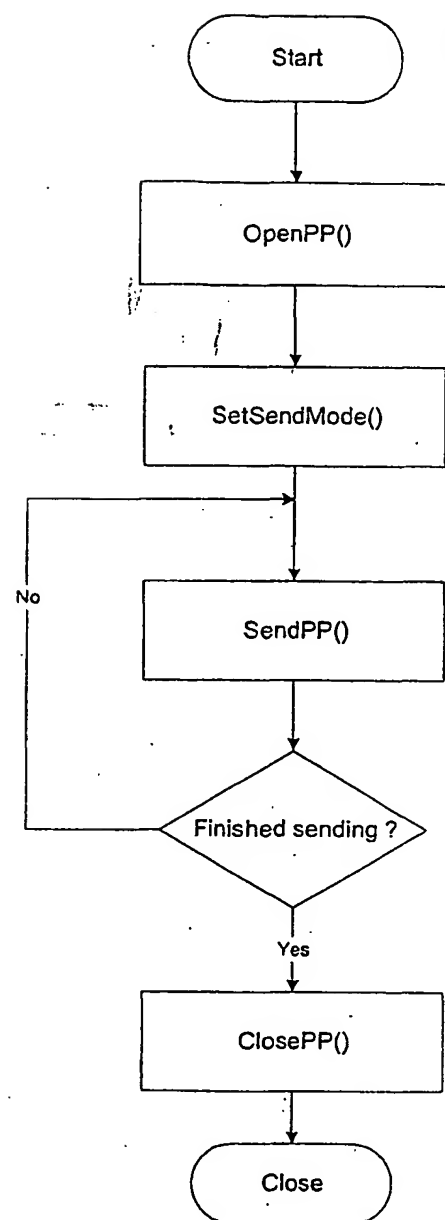 Start
OpenPP()
SetSendMode()
No
SendPP()
Finished sending ?
Yes
ClosePP()
Close